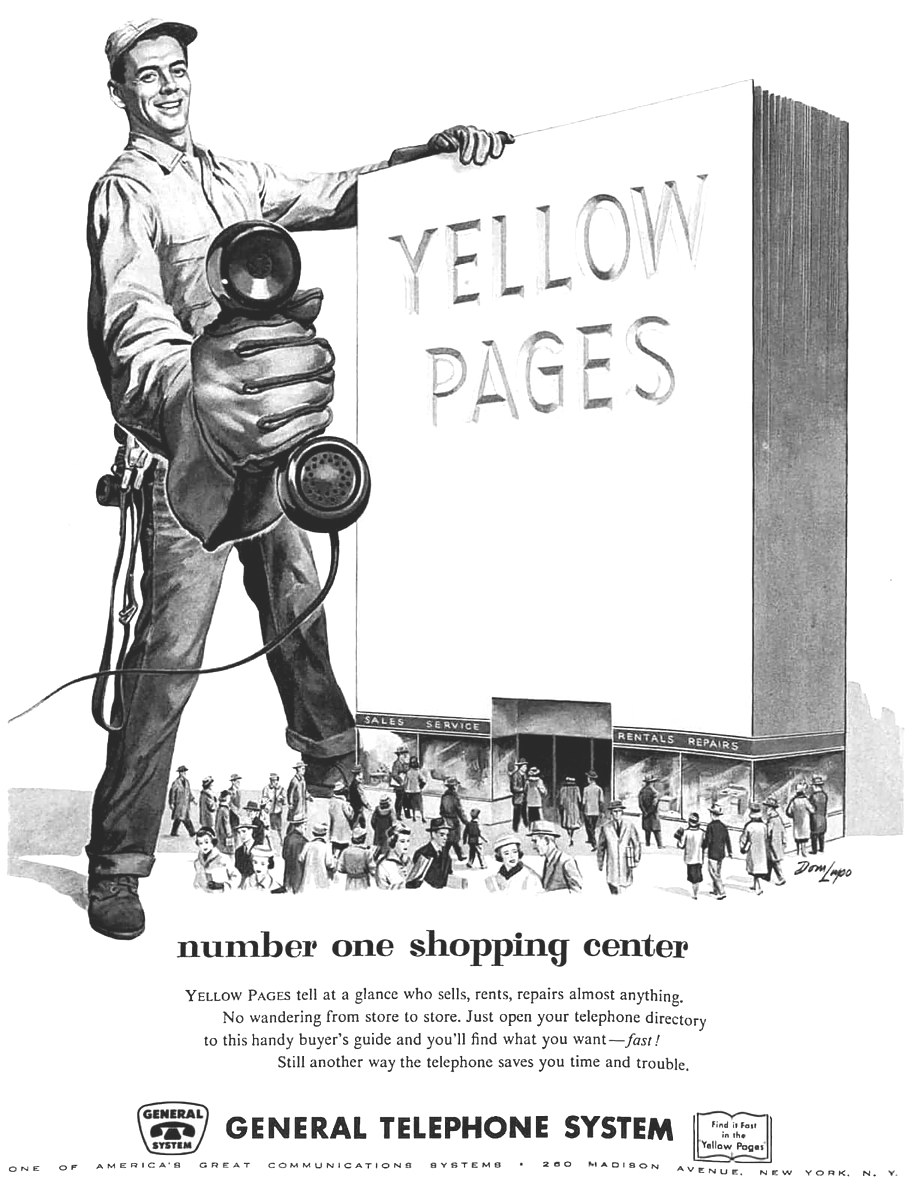 YELLOW
PAGES
SALES SERVICE
RENTALS REPAIRS
Dom Lupo
number one shopping center
YELLOW PAGES tell at a glance who sells, rents, repairs almost anything.
No wandering from store to store. Just open your telephone directory
to this handy buyer's guide and you'll find what you want—fast!
Still another way the telephone saves you time and trouble.
GENERAL
SYSTEM
GENERAL TELEPHONE SYSTEM
Find it Fast
in the
'Yellow Pages'
ONE OF AMERICA'S GREAT COMMUNICATIONS SYSTEMS • 260 MADISON AVENUE, NEW YORK, N. Y.